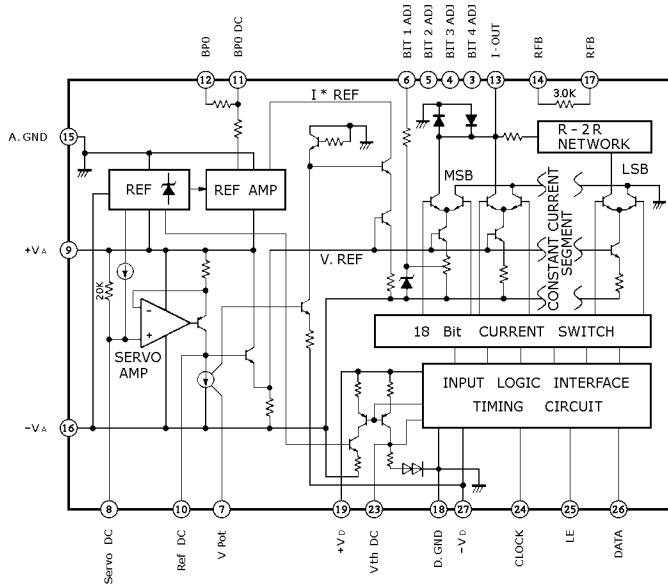 BP0
BP0 DC
BIT 1 ADJ
BIT 2 ADJ
BIT 3 ADJ
BIT 4 ADJ
I-OUT
RFB
RFB
12
11
6
5
4
3
13
14
17
3.0K
I * REF
A. GND
15
R - 2R
NETWORK
MSB
LSB
REF
REF AMP
+VA
9
V. REF
CONSTANT CURRENT
SEGMENT
20K
-
+
SERVO
AMP
18 Bit CURRENT SWITCH
INPUT LOGIC INTERFACE
TIMING CIRCUIT
-VA
16
8
10
7
19
23
18
27
24
25
26
Servo DC
Ref DC
V Pot
+VD
Vth DC
D. GND
-VD
CLOCK
LE
DATA